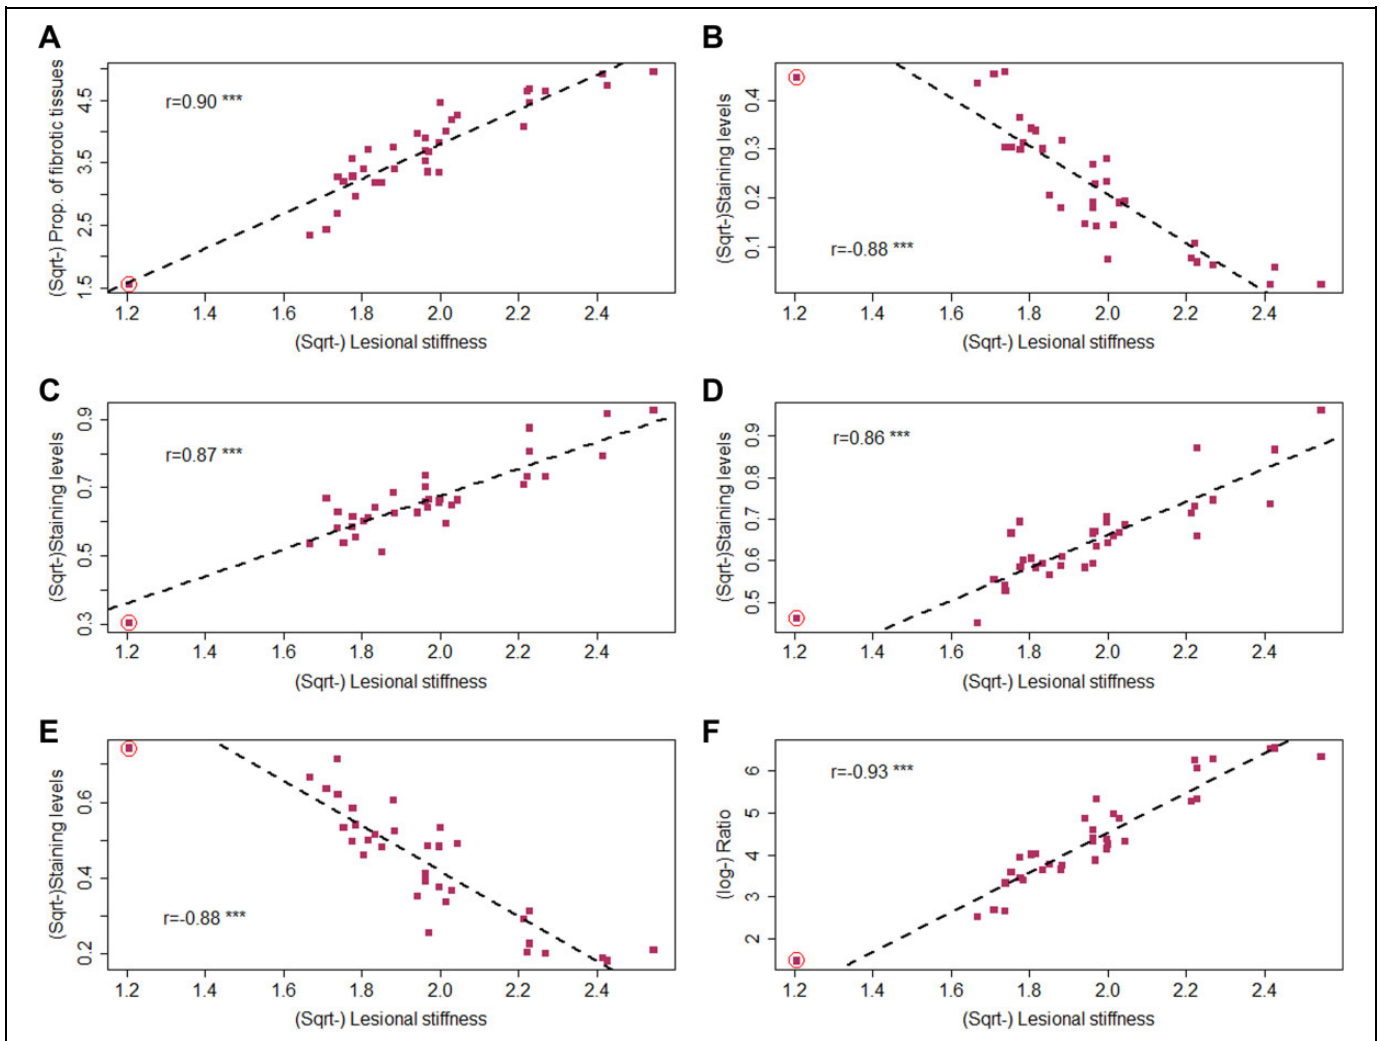 A
(Sqrt-) Prop. of fibrotic tissues
4.5
3.5
2.5
1.5
r=0.90 ***
1.2 1.4 1.6 1.8 2.0 2.2 2.4
(Sqrt-) Lesional stiffness
B
(Sqrt-)Staining levels
0.4
0.3
0.2
0.1
r=-0.88 ***
1.2 1.4 1.6 1.8 2.0 2.2 2.4
(Sqrt-) Lesional stiffness
C
(Sqrt-)Staining levels
0.9
0.7
0.5
0.3
r=0.87 ***
1.2 1.4 1.6 1.8 2.0 2.2 2.4
(Sqrt-) Lesional stiffness
D
(Sqrt-)Staining levels
0.9
0.8
0.7
0.6
0.5
r=0.86 ***
1.2 1.4 1.6 1.8 2.0 2.2 2.4
(Sqrt-) Lesional stiffness
E
(Sqrt-)Staining levels
0.6
0.4
0.2
r=-0.88 ***
1.2 1.4 1.6 1.8 2.0 2.2 2.4
(Sqrt-) Lesional stiffness
F
(log-) Ratio
6
5
4
3
2
r=-0.93 ***
1.2 1.4 1.6 1.8 2.0 2.2 2.4
(Sqrt-) Lesional stiffness